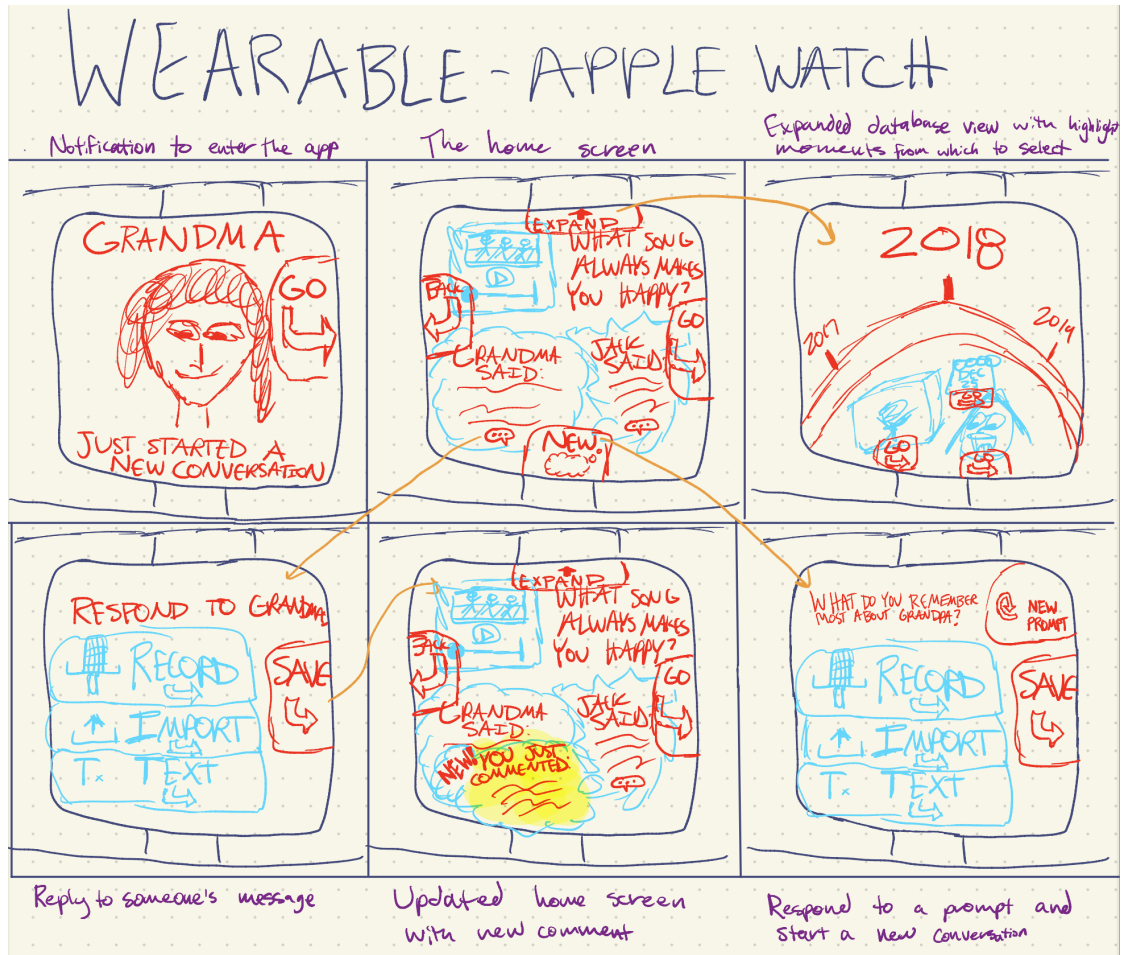 WEARABLE - APPLE WATCH
Notification to enter the app
The home screen
Expanded database view with highlight
moments from which to select
GRANDMA
GO
JUST STARTED A
NEW CONVERSATION
EXPAND
WHAT SONG
ALWAYS MAKES
YOU HAPPY?
BACK
GO
GRANDMA
SAID:
JACK
SAID:
NEW
2018
2017
2019
DEC
25
GO
GO
GO
RESPOND TO GRANDMA
RECORD
IMPORT
Tx TEXT
SAVE
EXPAND
WHAT SONG
ALWAYS MAKES
YOU HAPPY?
BACK
GO
GRANDMA
SAID:
JACK
SAID:
NEW!! YOU JUST
COMMENTED:
WHAT DO YOU REMEMBER
MOST ABOUT GRANDPA?
NEW
PROMPT
RECORD
IMPORT
Tx TEXT
SAVE
Reply to someone's message
Updated home screen
with new comment
Respond to a prompt and
start a new conversation